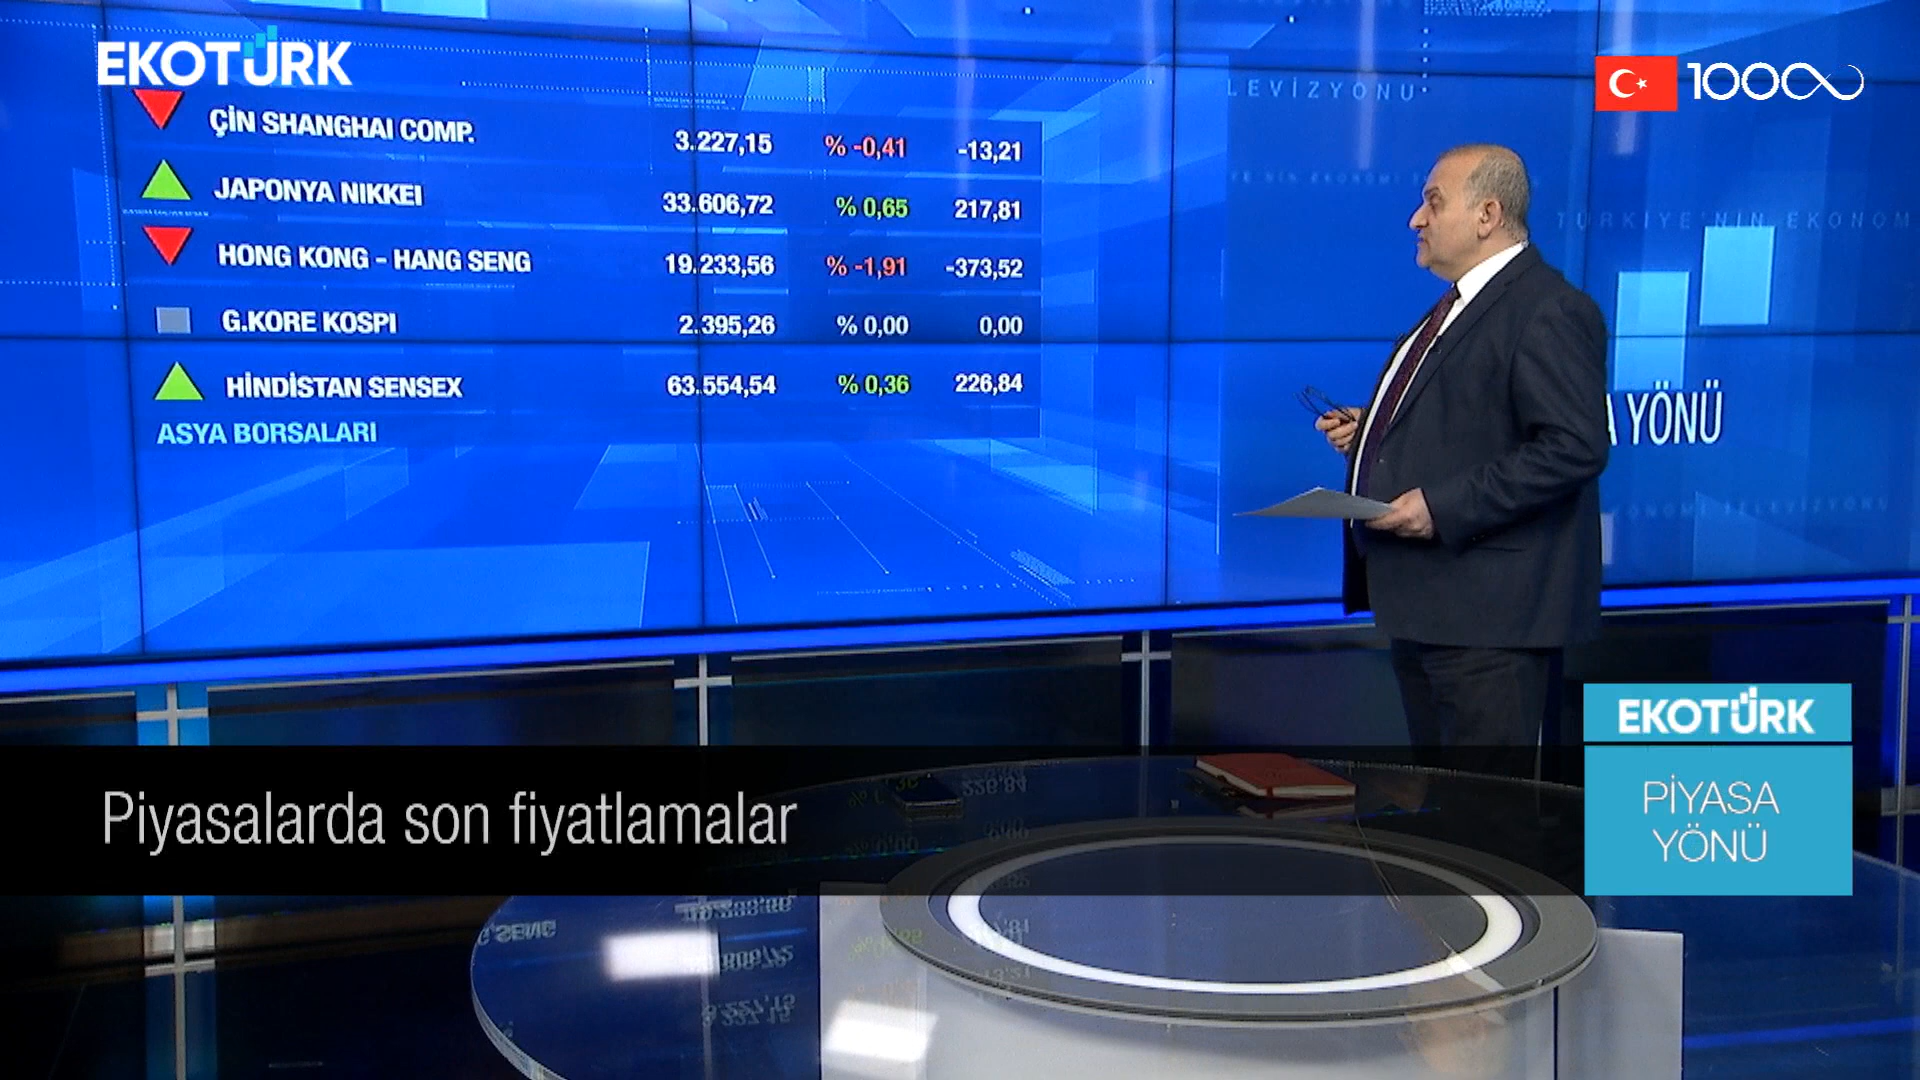 EKOTÜRK
1000
ÇİN SHANGHAI COMP. 3.227,15 % -0,41 -13,21
JAPONYA NIKKEI 33.606,72 % 0,65 217,81
HONG KONG - HANG SENG 19.233,56 % -1,91 -373,52
G.KORE KOSPI 2.395,26 % 0,00 0,00
HİNDİSTAN SENSEX 63.554,54 % 0,36 226,84
ASYA BORSALARI
LEVİZYONU
TÜRKİYE'NİN EKONOM
A YÖNÜ
EKOTÜRK
PİYASA
YÖNÜ
Piyasalarda son fiyatlamalar